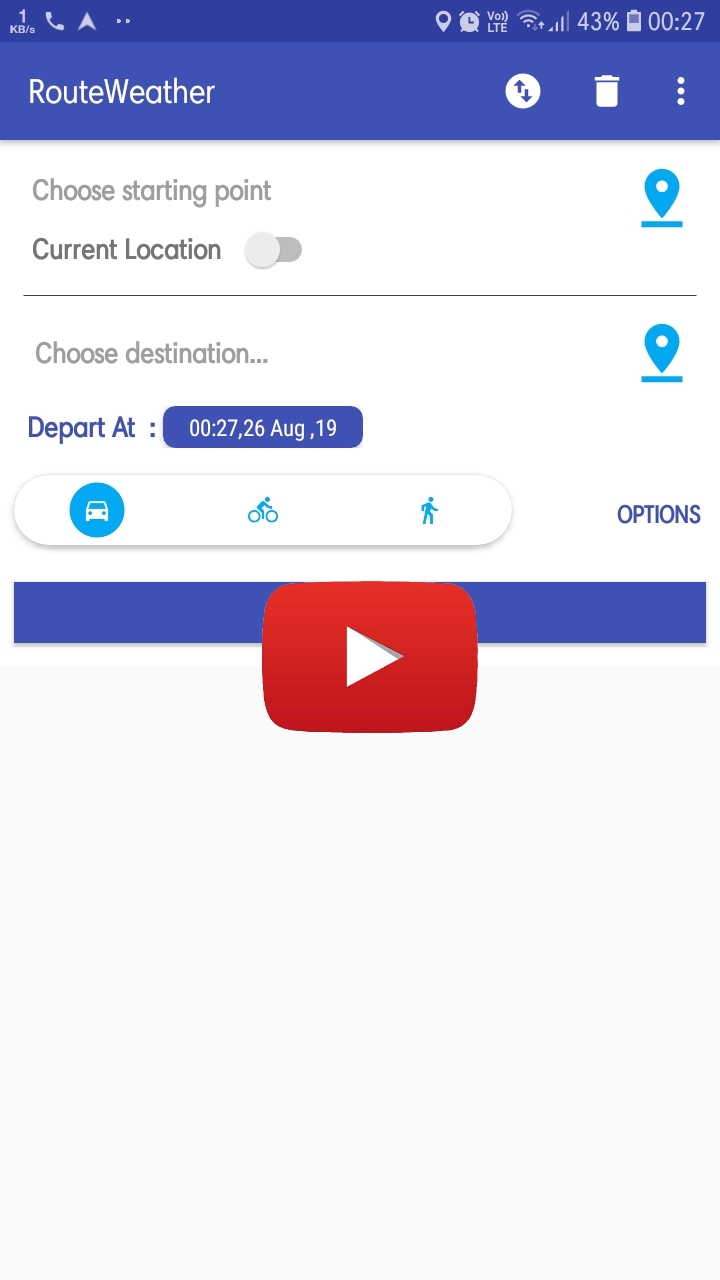 1 KB/s Vo)) LTE 43% 00:27
RouteWeather
Choose starting point
Current Location
Choose destination...
Depart At : 00:27,26 Aug ,19
OPTIONS